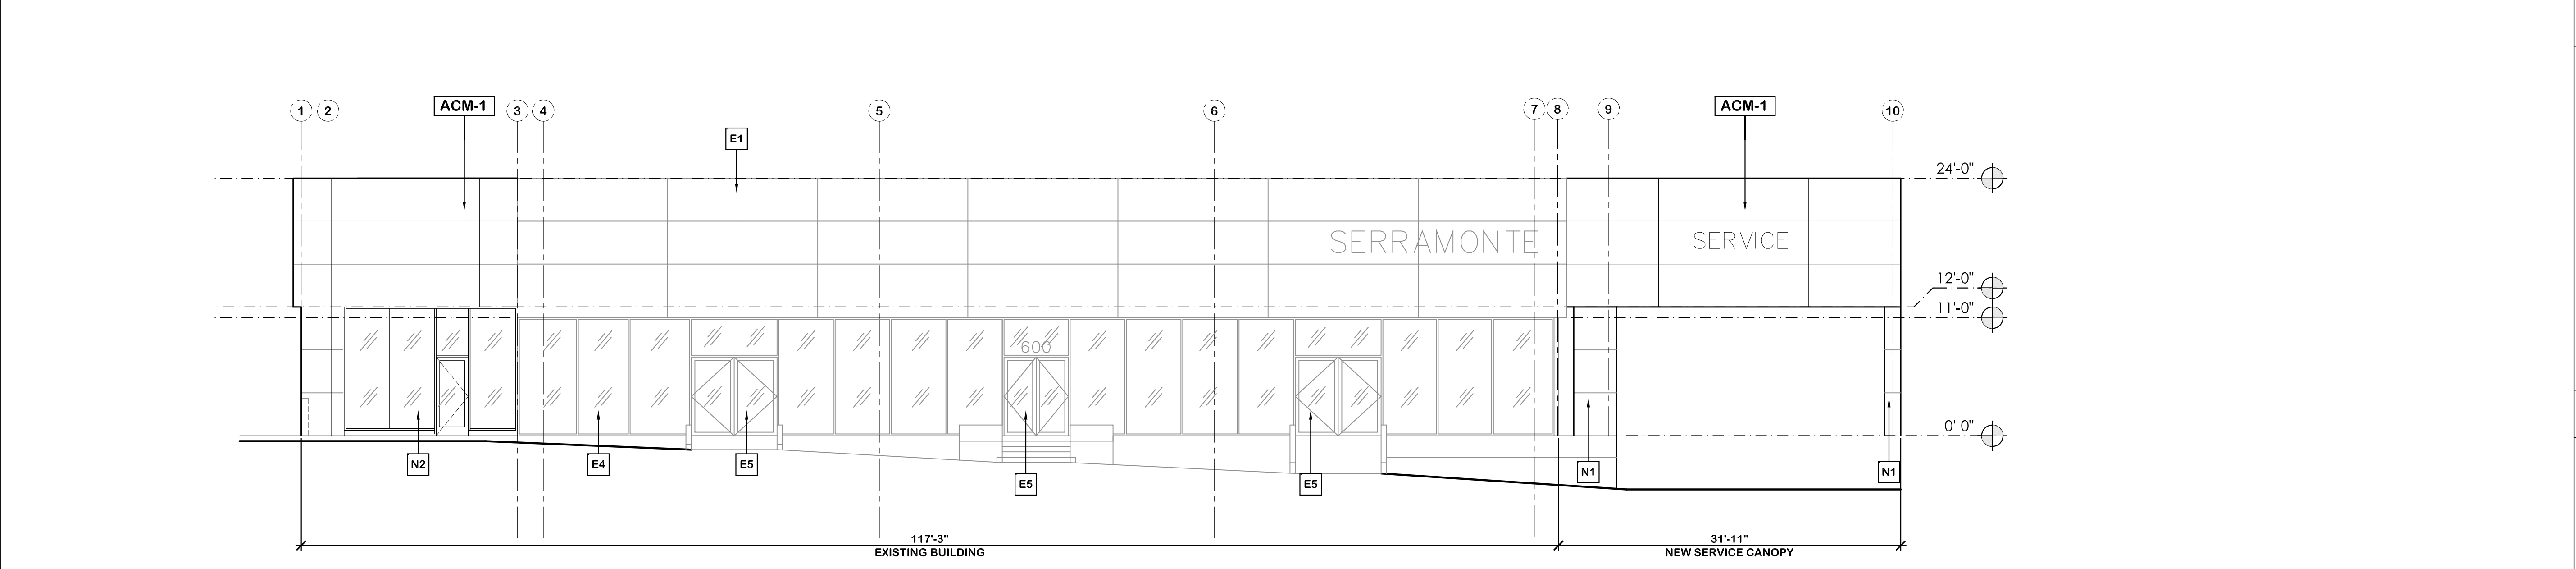 1 2 ACM-1 3 4 5 6 7 8 9 ACM-1 10
E1
24'-0"
SERRAMONTE SERVICE
12'-0"
11'-0"
600
0'-0"
N2 E4 E5 E5 E5 N1 N1
117'-3" 31'-11"
EXISTING BUILDING NEW SERVICE CANOPY